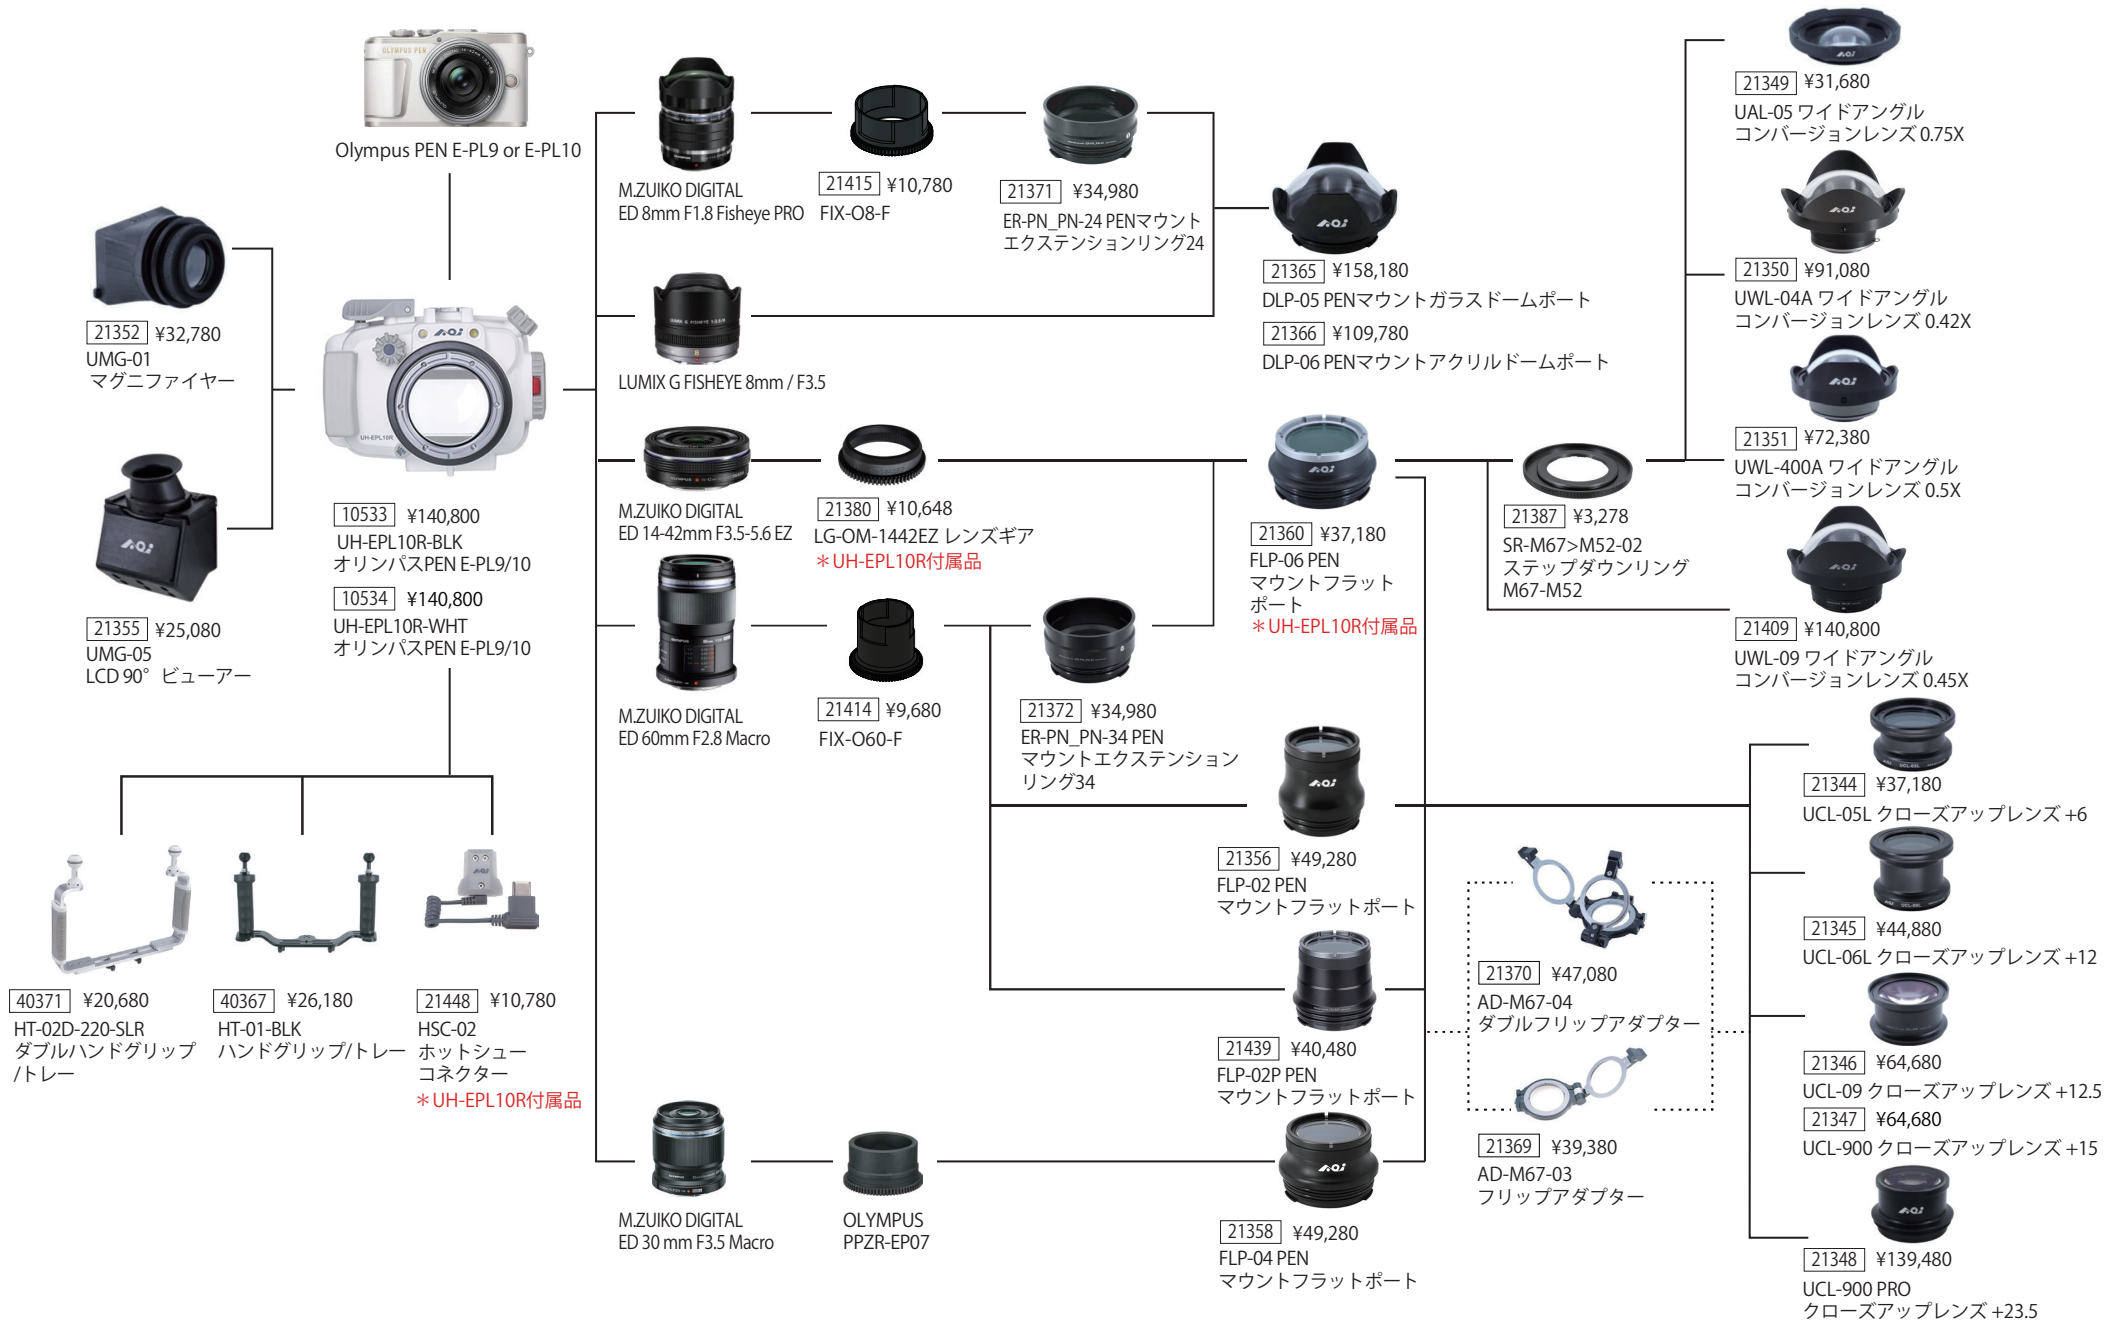 OLYMPUS PEN
Olympus PEN E-PL9 or E-PL10
21352 ¥32,780
UMG-01
マグニファイヤー
AOI
21355 ¥25,080
UMG-05
LCD 90°ビューアー
AOI
UH-EPL10R
10533 ¥140,800
UH-EPL10R-BLK
オリンパスPEN E-PL9/10
10534 ¥140,800
UH-EPL10R-WHT
オリンパスPEN E-PL9/10
40371 ¥20,680
HT-02D-220-SLR
ダブルハンドグリップ
/トレー
40367 ¥26,180
HT-01-BLK
ハンドグリップ/トレー
AOI
21448 ¥10,780
HSC-02
ホットシュー
コネクター
＊UH-EPL10R付属品
M.ZUIKO DIGITAL
ED 8mm F1.8 Fisheye PRO
21415 ¥10,780
FIX-O8-F
21371 ¥34,980
ER-PN_PN-24 PENマウント
エクステンションリング24
LUMIX G FISHEYE 8mm / F3.5
AOI
21365 ¥158,180
DLP-05 PENマウントガラスドームポート
21366 ¥109,780
DLP-06 PENマウントアクリルドームポート
M.ZUIKO DIGITAL
ED 14-42mm F3.5-5.6 EZ
21380 ¥10,648
LG-OM-1442EZ レンズギア
＊UH-EPL10R付属品
AOI
21360 ¥37,180
FLP-06 PEN
マウントフラット
ポート
＊UH-EPL10R付属品
21387 ¥3,278
SR-M67>M52-02
ステップダウンリング
M67-M52
M.ZUIKO DIGITAL
ED 60mm F2.8 Macro
21414 ¥9,680
FIX-O60-F
21372 ¥34,980
ER-PN_PN-34 PEN
マウントエクステンション
リング34
AOI
21356 ¥49,280
FLP-02 PEN
マウントフラットポート
21439 ¥40,480
FLP-02P PEN
マウントフラットポート
M.ZUIKO DIGITAL
ED 30 mm F3.5 Macro
OLYMPUS
PPZR-EP07
AOI
21358 ¥49,280
FLP-04 PEN
マウントフラットポート
21370 ¥47,080
AD-M67-04
ダブルフリップアダプター
21369 ¥39,380
AD-M67-03
フリップアダプター
AOI
21349 ¥31,680
UAL-05 ワイドアングル
コンバージョンレンズ 0.75X
AOI
21350 ¥91,080
UWL-04A ワイドアングル
コンバージョンレンズ 0.42X
AOI
21351 ¥72,380
UWL-400A ワイドアングル
コンバージョンレンズ 0.5X
AOI
21409 ¥140,800
UWL-09 ワイドアングル
コンバージョンレンズ 0.45X
21344 ¥37,180
UCL-05L クローズアップレンズ +6
21345 ¥44,880
UCL-06L クローズアップレンズ +12
21346 ¥64,680
UCL-09 クローズアップレンズ +12.5
21347 ¥64,680
UCL-900 クローズアップレンズ +15
AOI
21348 ¥139,480
UCL-900 PRO
クローズアップレンズ +23.5